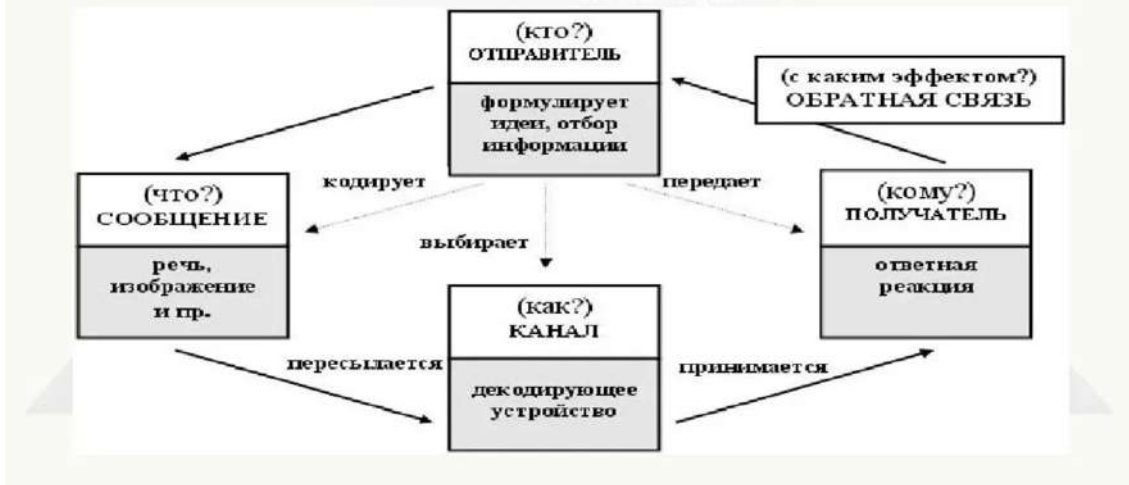 (кто?)
ОТПРАВИТЕЛЬ
формулирует
идеи, отбор
информации
(с каким эффектом?)
ОБРАТНАЯ СВЯЗЬ
кодирует
передает
выбирает
(что?)
СООБЩЕНИЕ
речь,
изображение
и пр.
(кому?)
ПОЛУЧАТЕЛЬ
ответная
реакция
(как?)
КАНАЛ
декодирующее
устройство
пересылается
принимается